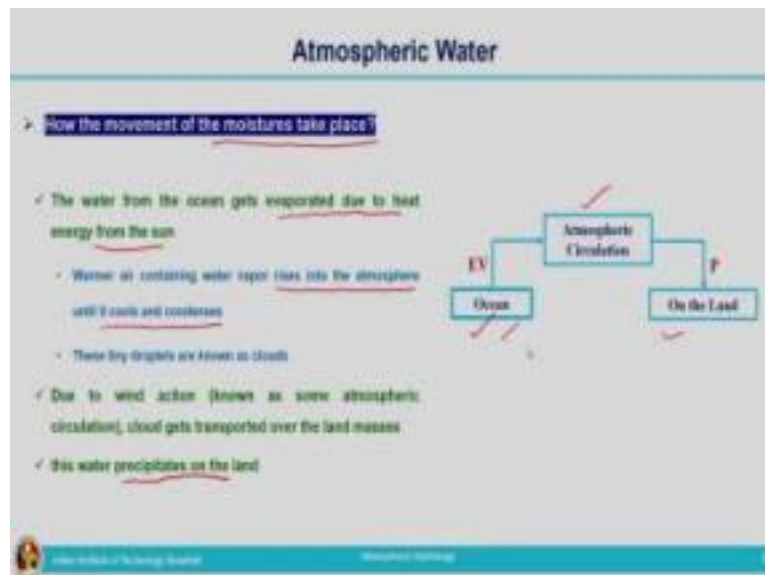 Atmospheric Water
How the movement of the moistures take place?
The water from the ocean gets evaporated due to heat
energy from the sun
Warmer air containing water vapor rises into the atmosphere
until it cools and condenses
These tiny droplets are known as clouds
Due to wind action (known as some atmospheric
circulation), cloud gets transported over the land masses
this water precipitates on the land
Atmospheric
Circulation
EV
P
Ocean
On the Land
Institute of Technology